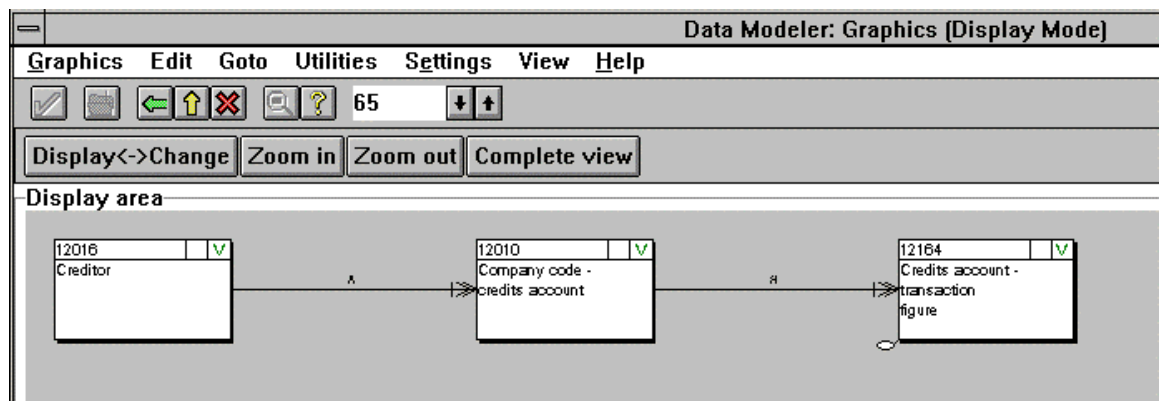 Data Modeler: Graphics (Display Mode)
Graphics Edit Goto Utilities Settings View Help
65
Display<->Change Zoom in Zoom out Complete view
Display area
12016 V
Creditor
A
12010 V
Company code -
credits account
12164 V
Credits account -
transaction
figure